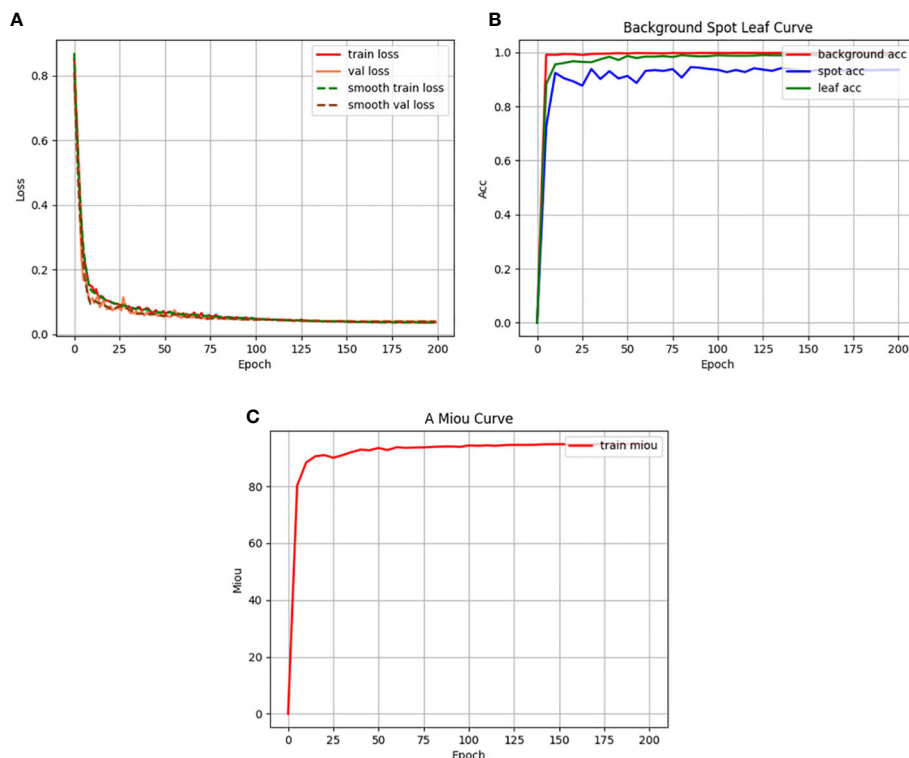 A
train loss
val loss
smooth train loss
smooth val loss
0.8
0.6
0.4
0.2
0.0
Loss
0 25 50 75 100 125 150 175 200
Epoch
B
Background Spot Leaf Curve
background acc
spot acc
leaf acc
1.0
0.8
0.6
0.4
0.2
0.0
Acc
0 25 50 75 100 125 150 175 200
Epoch
C
A Miou Curve
train miou
80
60
40
20
0
Miou
0 25 50 75 100 125 150 175 200
Epoch